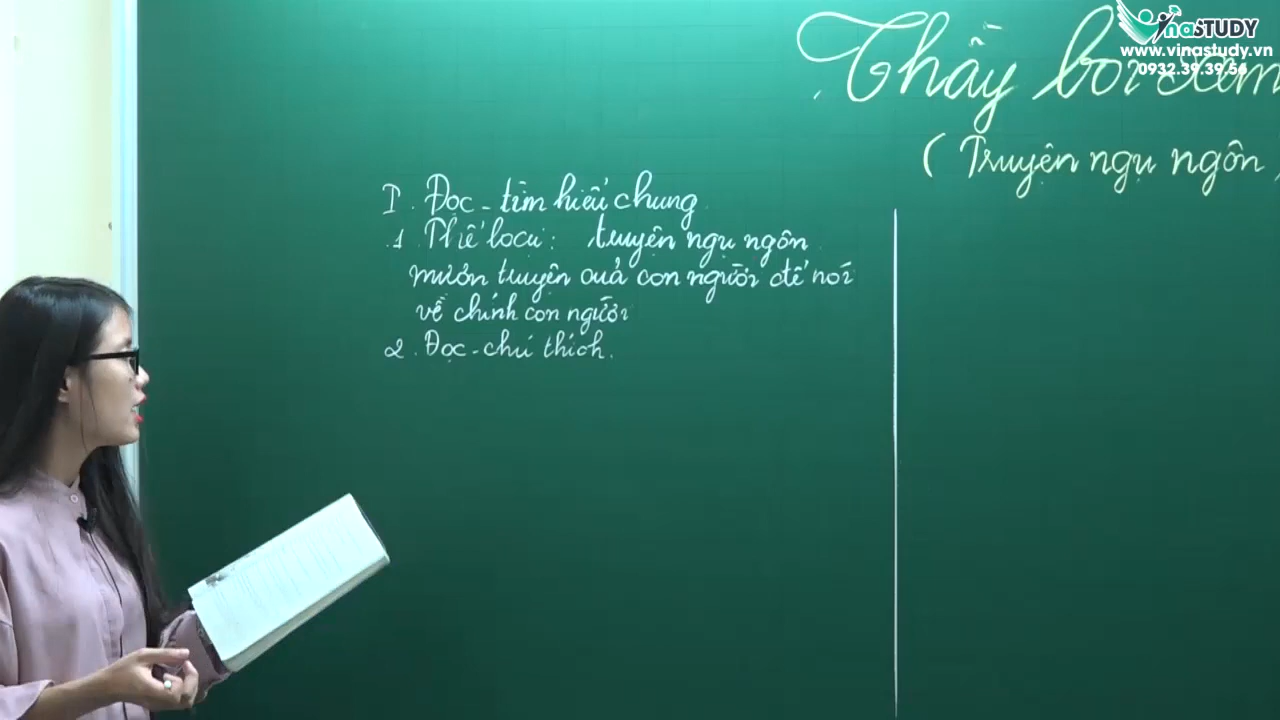 VinaSTUDY
www.vinastudy.vn
0932.39.39.56
Thầy bói xem
(Truyện ngụ ngôn)
I. Đọc - tìm hiểu chung
1. Thể loại: truyện ngụ ngôn
mượn truyện của con người để nói
về chính con người
2. Đọc - chú thích.